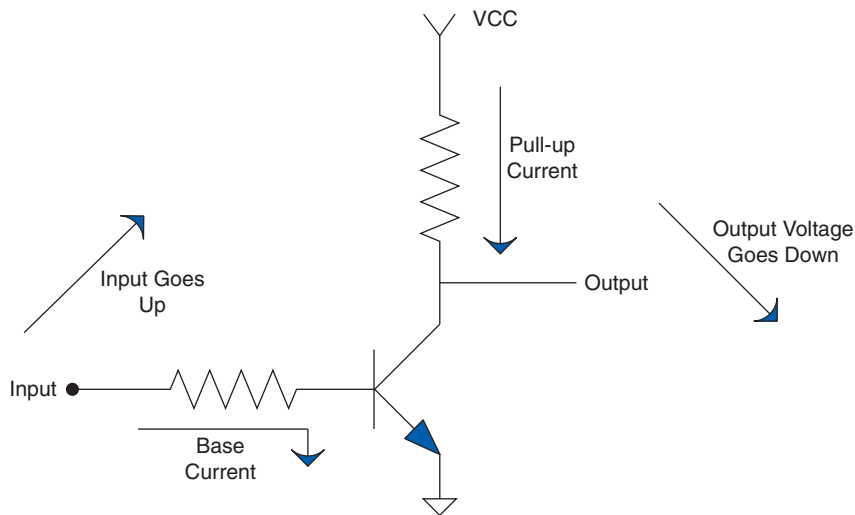 VCC
Pull-up
Current
Output Voltage
Goes Down
Input Goes
Up
Output
Input
Base
Current